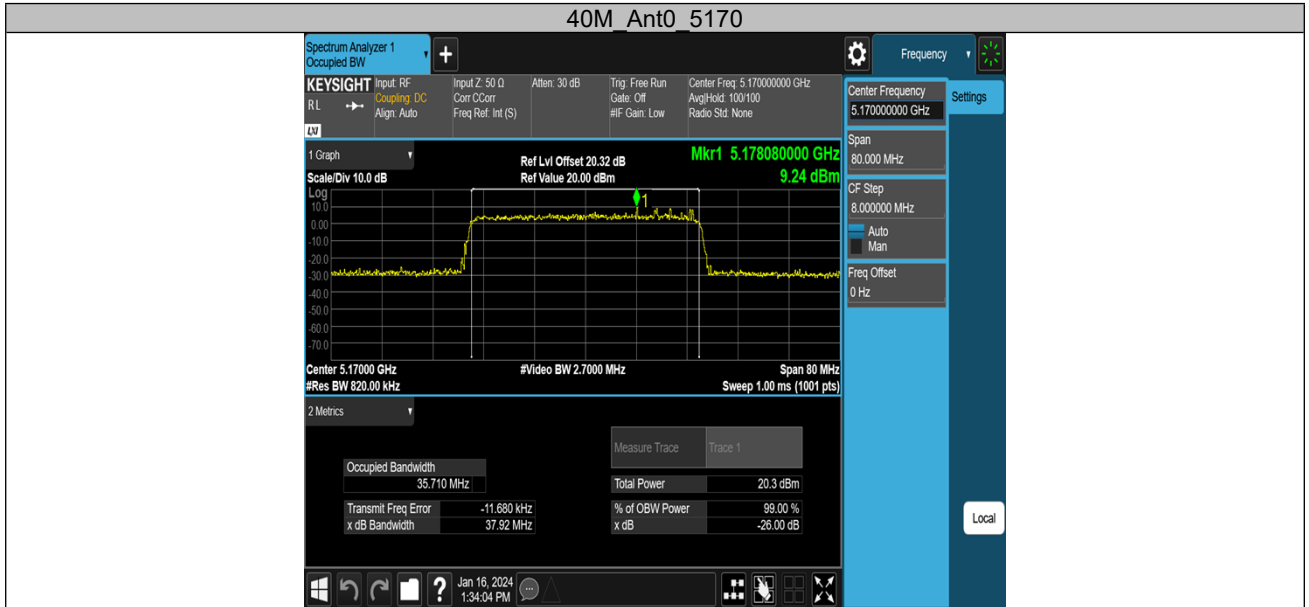 40M_Ant0_5170
Spectrum Analyzer 1
Occupied BW
+
Frequency
KEYSIGHT
RL
LXI
Input: RF
Coupling: DC
Align: Auto
Input Z: 50 Ω
Corr CCorr
Freq Ref: Int (S)
Atten: 30 dB
Trig: Free Run
Gate: Off
#IF Gain: Low
Center Freq: 5.170000000 GHz
Avg|Hold: 100/100
Radio Std: None
Center Frequency
5.170000000 GHz
Settings
Span
80.000 MHz
CF Step
8.000000 MHz
Auto
Man
Freq Offset
0 Hz
Local
1 Graph
Scale/Div 10.0 dB
Ref Lvl Offset 20.32 dB
Ref Value 20.00 dBm
Mkr1 5.178080000 GHz
9.24 dBm
Log
10.0
0.00
-10.0
-20.0
-30.0
-40.0
-50.0
-60.0
-70.0
1
Center 5.17000 GHz
#Res BW 820.00 kHz
#Video BW 2.7000 MHz
Span 80 MHz
Sweep 1.00 ms (1001 pts)
2 Metrics
Measure Trace Trace 1
Occupied Bandwidth
35.710 MHz
Total Power 20.3 dBm
Transmit Freq Error -11.680 kHz
% of OBW Power 99.00 %
x dB Bandwidth 37.92 MHz
x dB -26.00 dB
?
Jan 16, 2024
1:34:04 PM